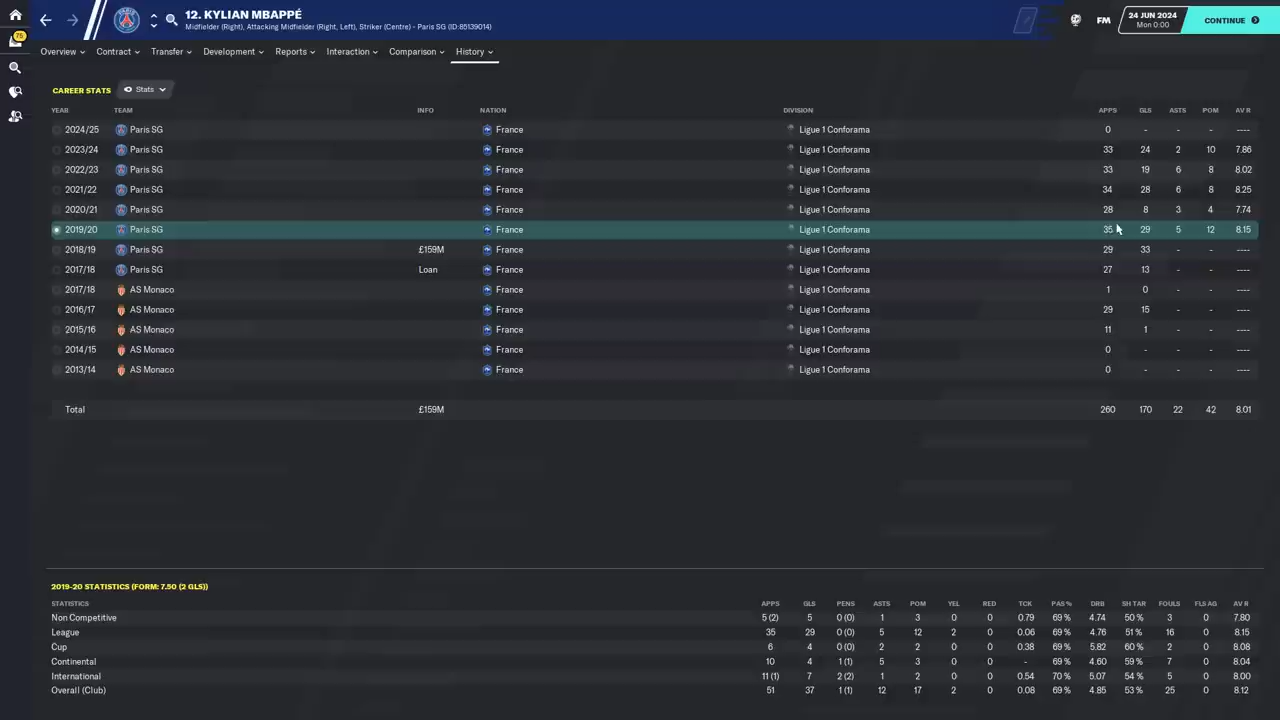 12. KYLIAN MBAPPÉ
Midfielder (Right), Attacking Midfielder (Right, Left), Striker (Centre) - Paris SG (ID:85139014)
FM
24 JUN 2024
Mon 0:00
CONTINUE
75
Overview Contract Transfer Development Reports Interaction Comparison History
CAREER STATS Stats
YEAR TEAM INFO NATION DIVISION APPS GLS ASTS POM AV R
2024/25 Paris SG France Ligue 1 Conforama 0 - - - ----
2023/24 Paris SG France Ligue 1 Conforama 33 24 2 10 7.86
2022/23 Paris SG France Ligue 1 Conforama 33 19 6 8 8.02
2021/22 Paris SG France Ligue 1 Conforama 34 28 6 8 8.25
2020/21 Paris SG France Ligue 1 Conforama 28 8 3 4 7.74
2019/20 Paris SG France Ligue 1 Conforama 35 29 5 12 8.15
2018/19 Paris SG £159M France Ligue 1 Conforama 29 33 - - ----
2017/18 Paris SG Loan France Ligue 1 Conforama 27 13 - - ----
2017/18 AS Monaco France Ligue 1 Conforama 1 0 - - ----
2016/17 AS Monaco France Ligue 1 Conforama 29 15 - - ----
2015/16 AS Monaco France Ligue 1 Conforama 11 1 - - ----
2014/15 AS Monaco France Ligue 1 Conforama 0 - - - ----
2013/14 AS Monaco France Ligue 1 Conforama 0 - - - ----
Total £159M 260 170 22 42 8.01
2019-20 STATISTICS (FORM: 7.50 (2 GLS))
STATISTICS APPS GLS PENS ASTS POM YEL RED TCK PAS % DRB SH TAR FOULS FLS AG AV R
Non Competitive 5 (2) 5 0 (0) 1 3 0 0 0.79 69 % 4.74 50 % 3 0 7.80
League 35 29 0 (0) 5 12 2 0 0.06 69 % 4.76 51 % 16 0 8.15
Cup 6 4 0 (0) 2 2 0 0 0.38 69 % 5.82 60 % 2 0 8.08
Continental 10 4 1 (1) 5 3 0 0 - 69 % 4.60 59 % 7 0 8.04
International 11 (1) 7 2 (2) 1 2 0 0 0.54 70 % 5.07 54 % 5 0 8.00
Overall (Club) 51 37 1 (1) 12 17 2 0 0.08 69 % 4.85 53 % 25 0 8.12